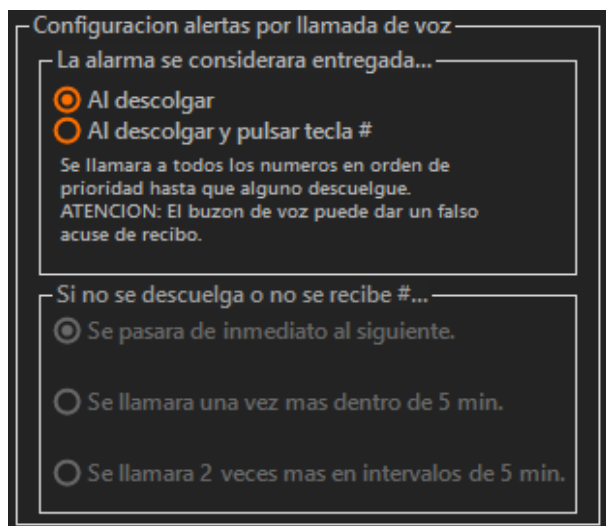 Configuracion alertas por llamada de voz
La alarma se considerara entregada...
Al descolgar
Al descolgar y pulsar tecla #
Se llamara a todos los numeros en orden de
prioridad hasta que alguno descuelgue.
ATENCION: El buzon de voz puede dar un falso
acuse de recibo.
Si no se descuelga o no se recibe #...
Se pasara de inmediato al siguiente.
Se llamara una vez mas dentro de 5 min.
Se llamara 2 veces mas en intervalos de 5 min.